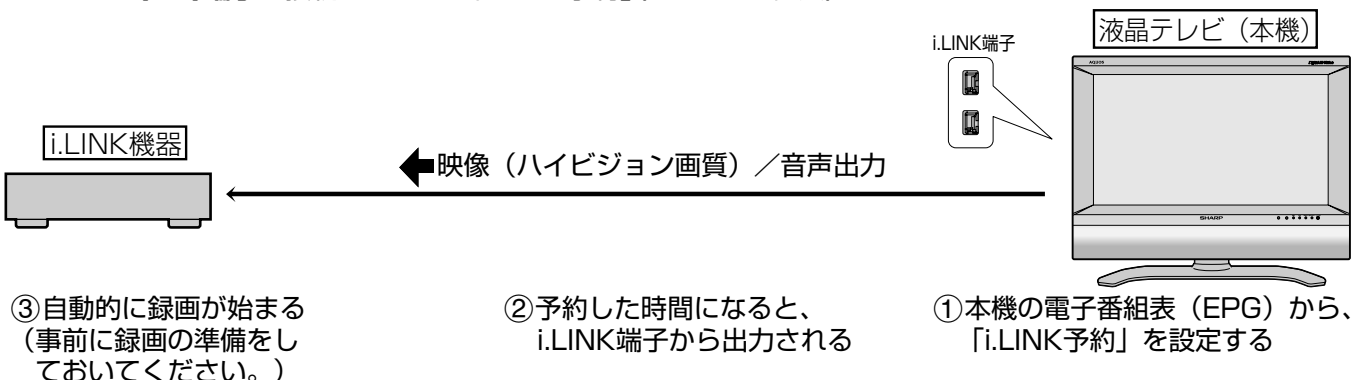 液晶テレビ（本機）
i.LINK端子
i.LINK機器
映像（ハイビジョン画質）／音声出力
SHARP
③自動的に録画が始まる
（事前に録画の準備をし
ておいてください。）
②予約した時間になると、
i.LINK端子から出力される
①本機の電子番組表（EPG）から、
「i.LINK予約」を設定する